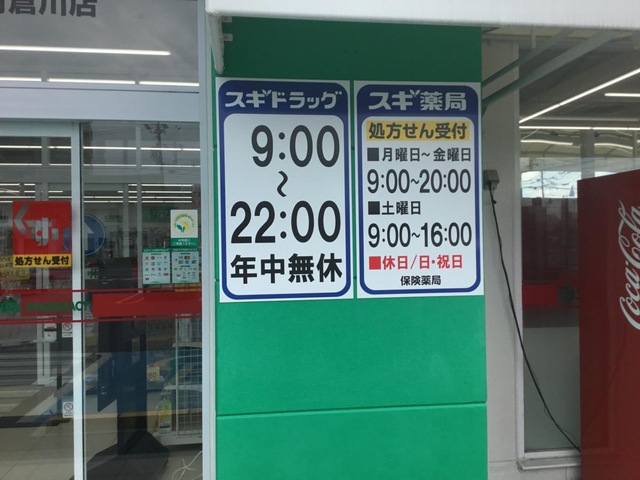 倉川店
スギドラッグ
9:00
~
22:00
年中無休
スギ薬局
処方せん受付
■月曜日~金曜日
9:00~20:00
■土曜日
9:00~16:00
■休日/日・祝日
保険薬局
くすり
処方せん受付
Coca-Cola